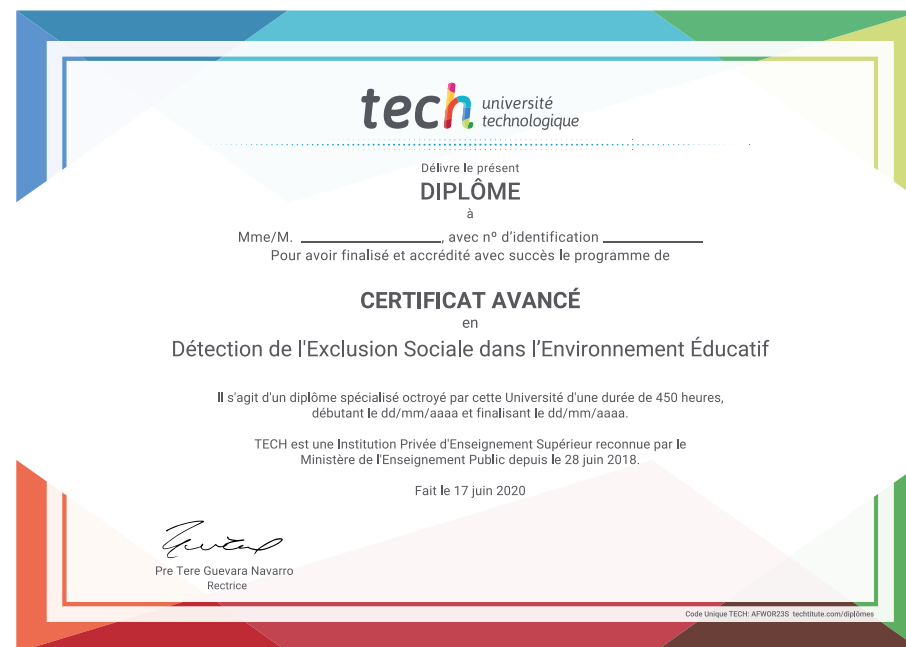 tech université
technologique
Délivre le présent
DIPLÔME
à
Mme/M. ____________________, avec nº d’identification ______________
Pour avoir finalisé et accrédité avec succès le programme de
CERTIFICAT AVANCÉ
en
Détection de l'Exclusion Sociale dans l’Environnement Éducatif
Il s'agit d'un diplôme spécialisé octroyé par cette Université d'une durée de 450 heures,
débutant le dd/mm/aaaa et finalisant le dd/mm/aaaa.
TECH est une Institution Privée d'Enseignement Supérieur reconnue par le
Ministère de l'Enseignement Public depuis le 28 juin 2018.
Fait le 17 juin 2020
Pre Tere Guevara Navarro
Rectrice
Code Unique TECH: AFWOR23S techtitute.com/diplômes